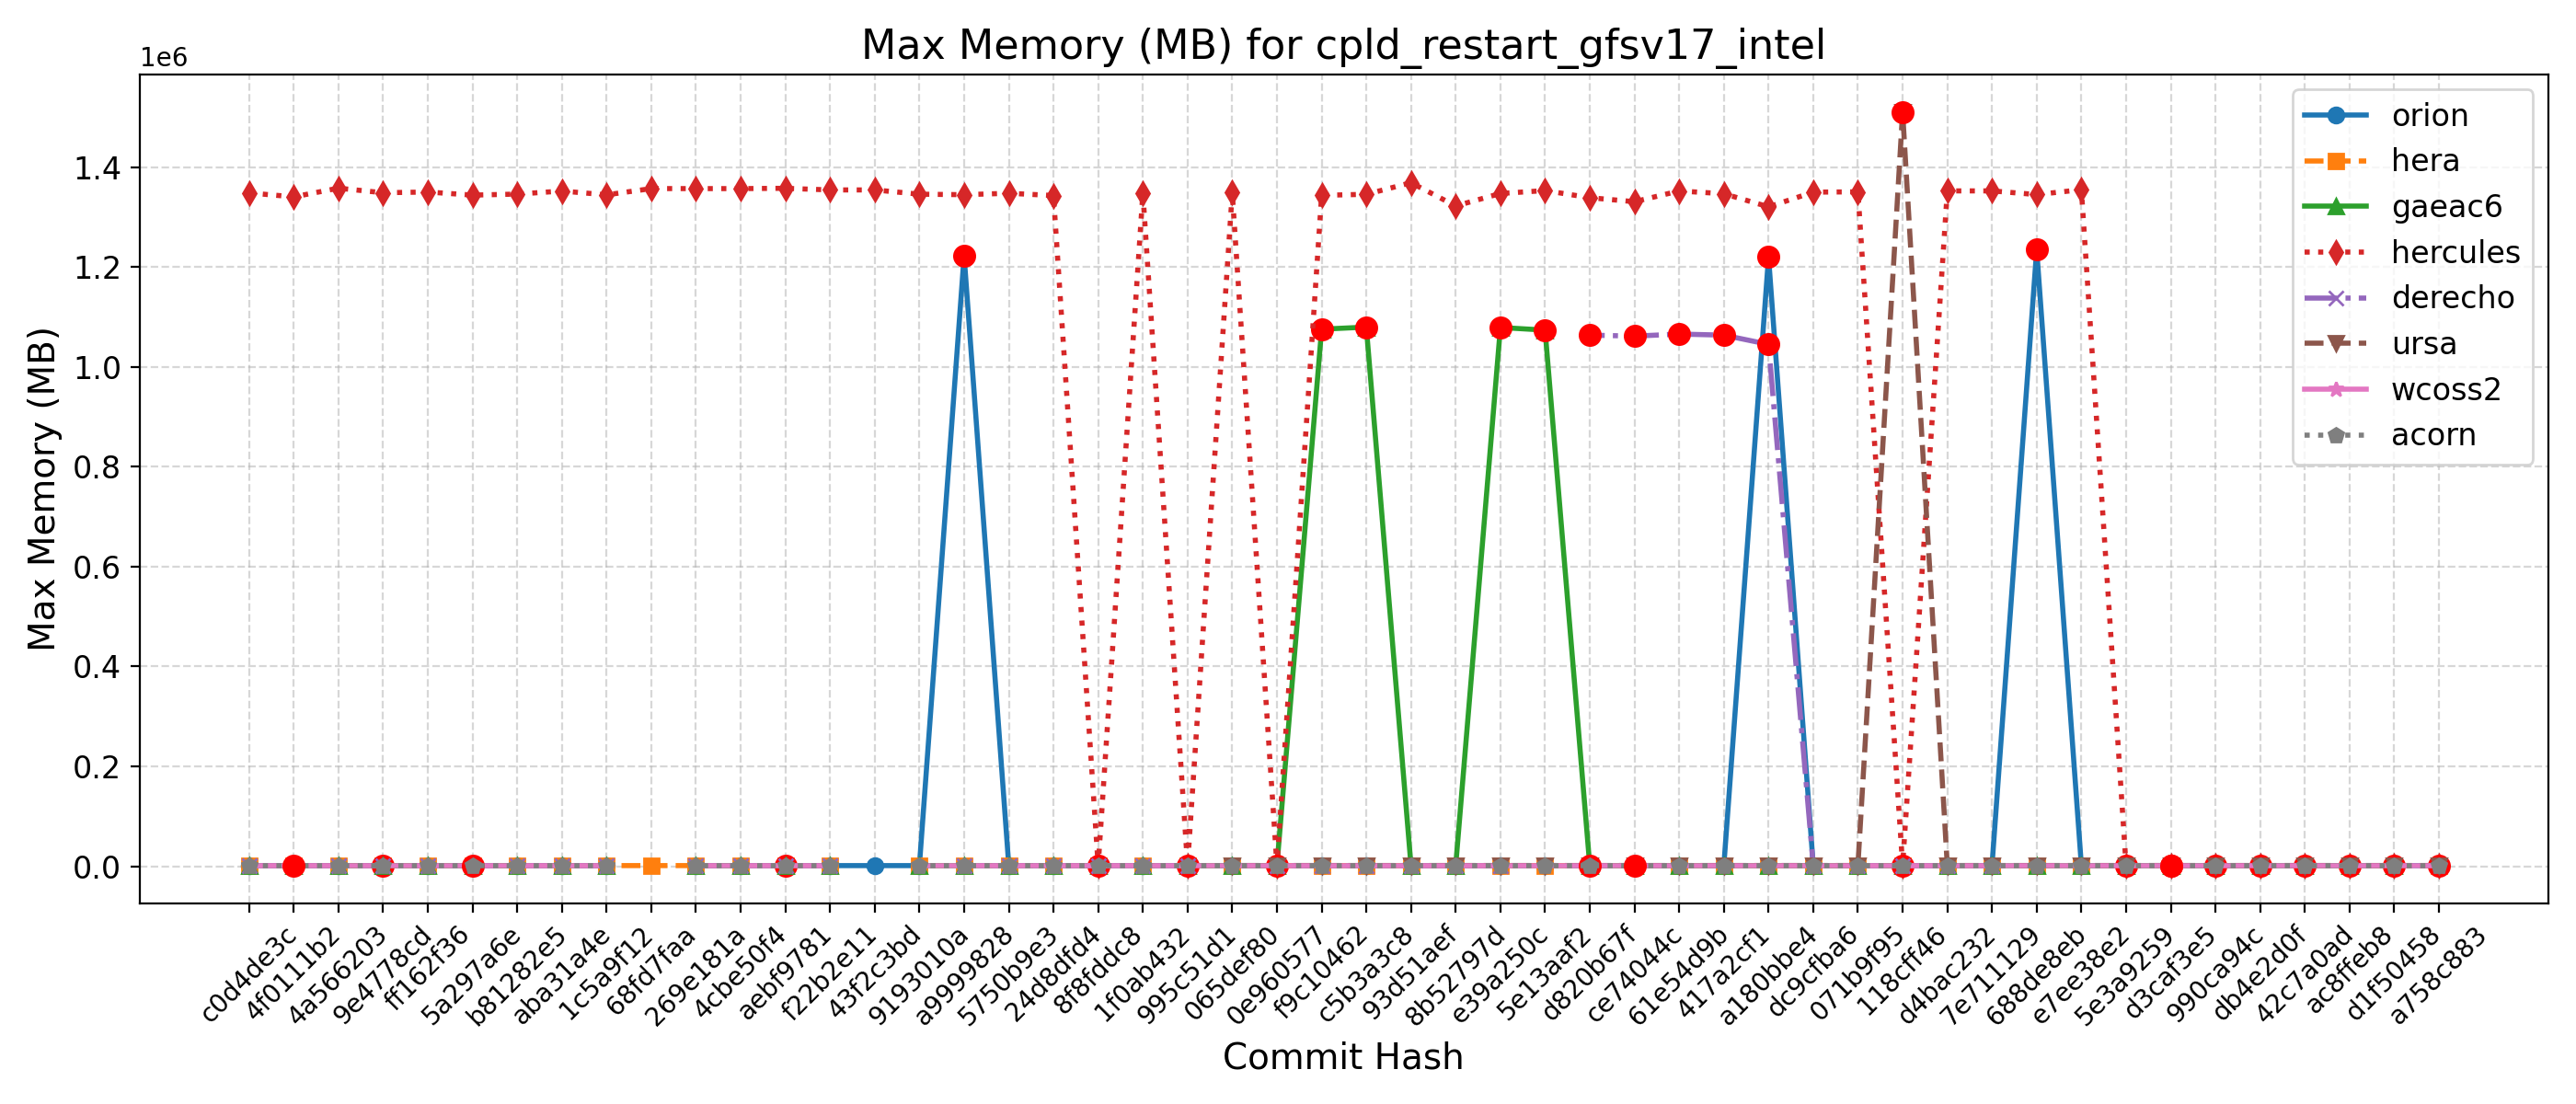 Max Memory (MB) for cpld_restart_gfsv17_intel
1e6
1.4
1.2
1.0
0.8
0.6
0.4
0.2
0.0
Max Memory (MB)
orion
hera
gaeac6
hercules
derecho
ursa
wcoss2
acorn
c0d4de3c
4f0111b2
4a566203
9e4778cd
ff162f36
5a297a6e
b81282e5
aba31a4e
1c5a9f12
68fd7faa
269e181a
4cbe50f4
aebf9781
f22b2e11
43f2c3bd
9193010a
a9999828
5750b9e3
24d8dfd4
8f8fddc8
1f0ab432
995c51d1
065def80
0e960577
f9c10462
c5b3a3c8
93d51aef
8b52797d
e39a250c
5e13aaf2
d820b67f
ce74044c
61e54d9b
417a2cf1
a180bbe4
dc9cfba6
071b9f95
118cff46
d4bac232
7e711129
688de8eb
e7ee38e2
5e3a9259
d3caf3e5
990ca94c
db4e2d0f
42c7a0ad
ac8ffeb8
d1f50458
a758c883
Commit Hash